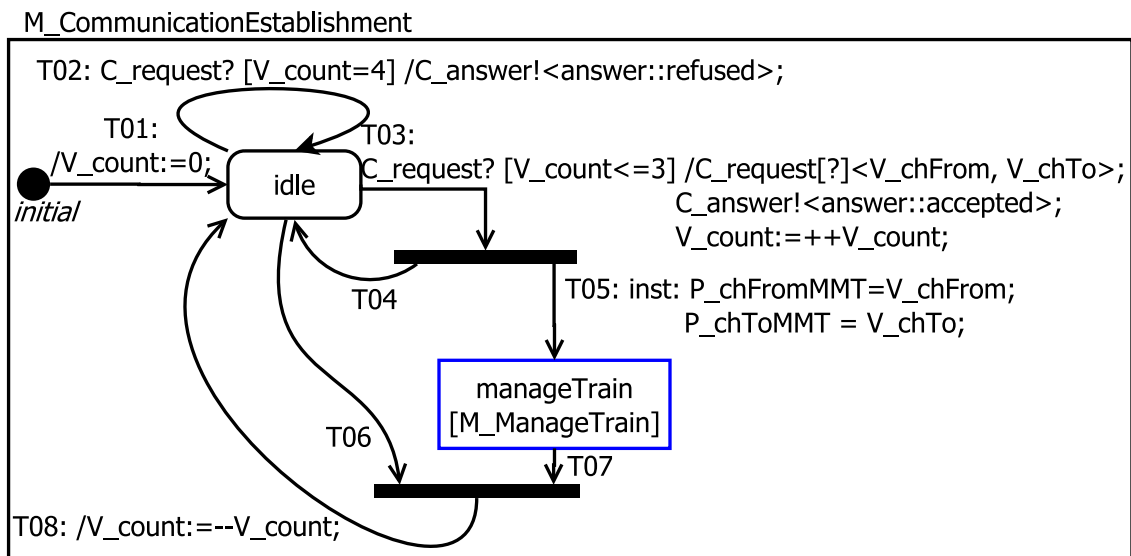 M_CommunicationEstablishment
T02: C_request? [V_count=4] /C_answer!<answer::refused>;
T01:
/V_count:=0;
T03:
C_request? [V_count<=3] /C_request[?]<V_chFrom, V_chTo>;
C_answer!<answer::accepted>;
V_count:=++V_count;
idle
initial
T04
T05: inst: P_chFromMMT=V_chFrom;
P_chToMMT = V_chTo;
manageTrain
[M_ManageTrain]
T06
T07
T08: /V_count:=--V_count;